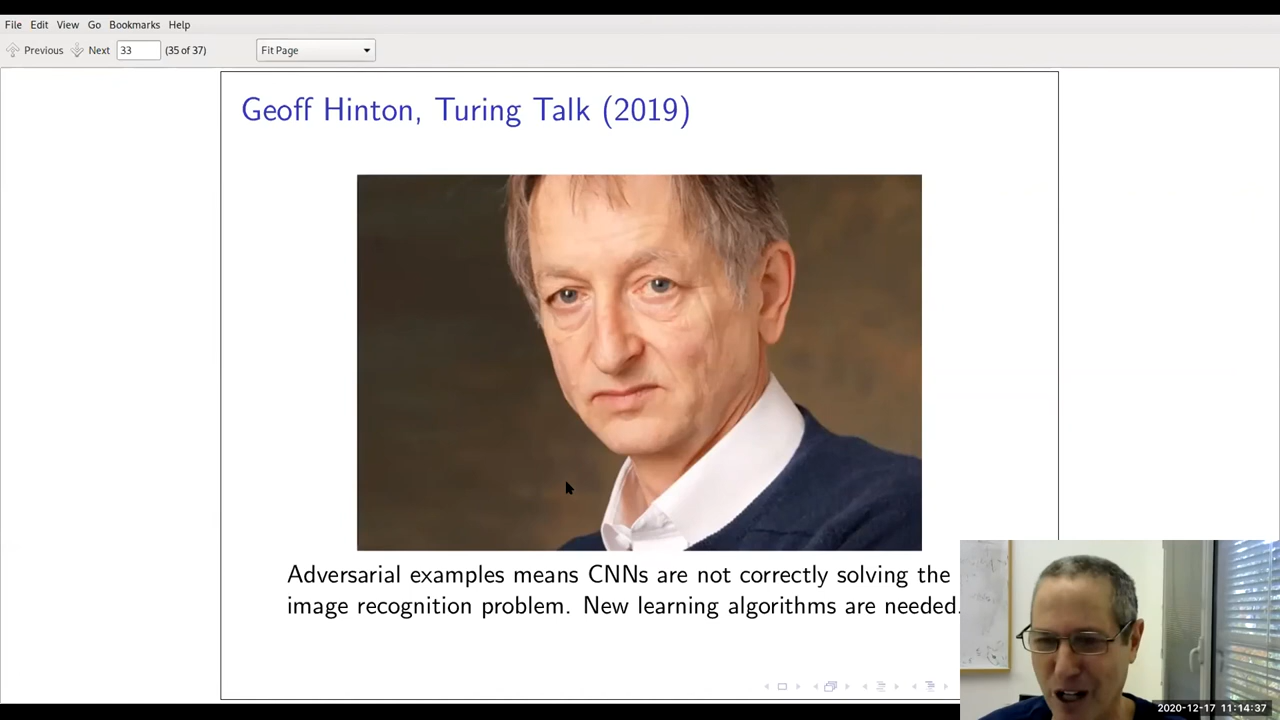 File Edit View Go Bookmarks Help
Previous Next 33 (35 of 37) Fit Page
Geoff Hinton, Turing Talk (2019)
Adversarial examples means CNNs are not correctly solving the
image recognition problem. New learning algorithms are needed.
2020-12-17 11:14:37